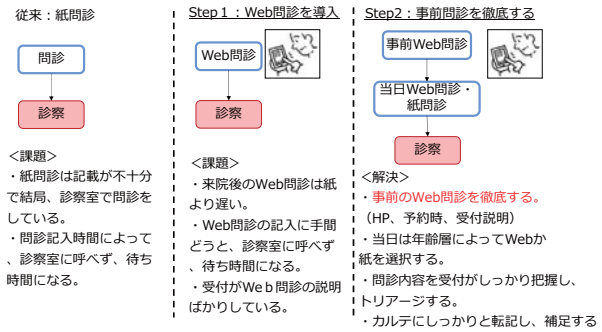 従来：紙問診
問診
診察
＜課題＞
・紙問診は記載が不十分
で結局、診察室で問診を
している。
・問診記入時間によって
、診察室に呼べず、待ち
時間になる。
Step１：Web問診を導入
Web問診
診察
＜課題＞
・来院後のWeb問診は紙
より遅い。
・Web問診の記入に手間
どうと、診察室に呼べず
、待ち時間になる。
・受付がWeｂ問診の説明
ばかりしている。
Step2：事前問診を徹底する
事前Web問診
当日Web問診・
紙問診
診察
＜解決＞
・事前のWeb問診を徹底する。
（HP、予約時、受付説明）
・当日は年齢層によってWebか
紙を選択する。
・問診内容を受付がしっかり把握し、
トリアージする。
・カルテにしっかりと転記し、補足する